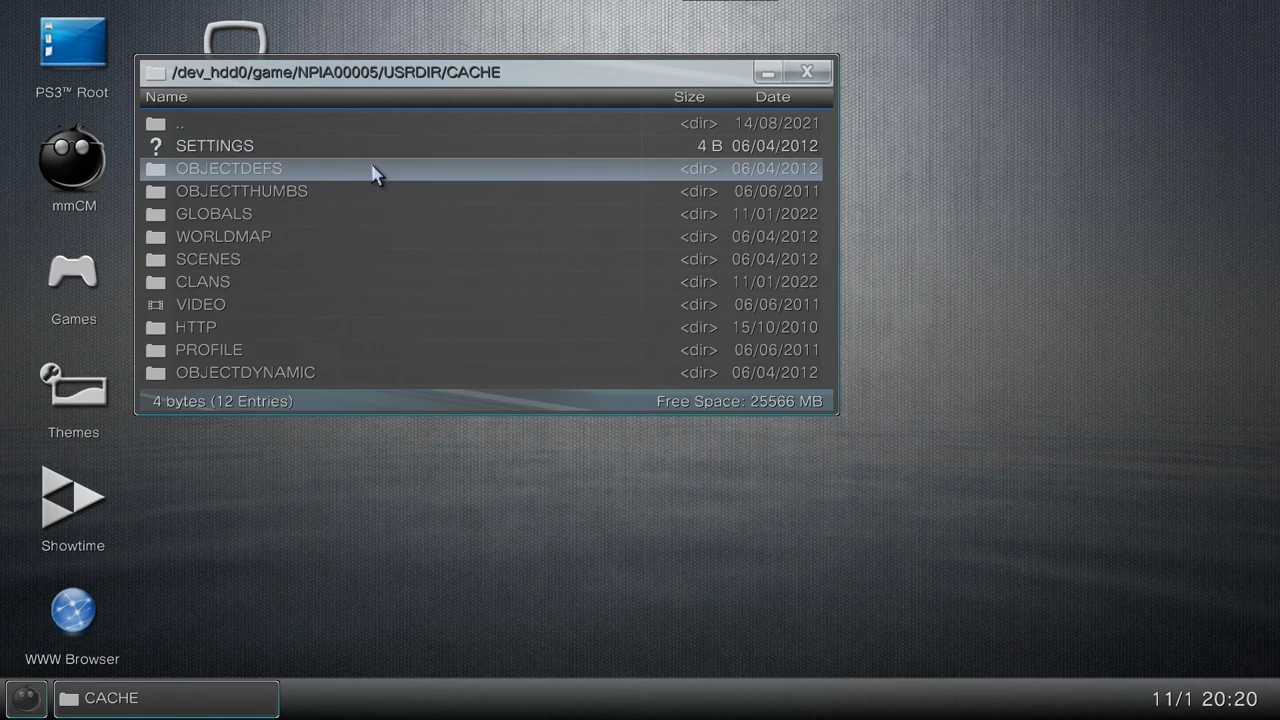 PS3™ Root
mmCM
Games
Themes
Showtime
WWW Browser
/dev_hdd0/game/NPIA00005/USRDIR/CACHE
X
Name Size Date
.. <dir> 14/08/2021
? SETTINGS 4 B 06/04/2012
OBJECTDEFS <dir> 06/04/2012
OBJECTTHUMBS <dir> 06/06/2011
GLOBALS <dir> 11/01/2022
WORLDMAP <dir> 06/04/2012
SCENES <dir> 06/04/2012
CLANS <dir> 11/01/2022
VIDEO <dir> 06/06/2011
HTTP <dir> 15/10/2010
PROFILE <dir> 06/06/2011
OBJECTDYNAMIC <dir> 06/04/2012
4 bytes (12 Entries) Free Space: 25566 MB
CACHE
11/1 20:20